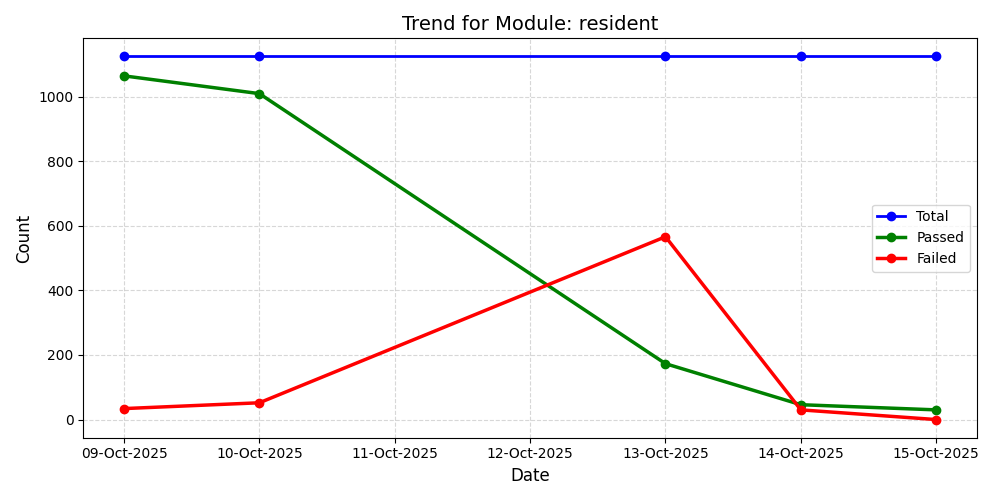 Trend for Module: resident
Count
1000
800
600
400
200
0
Total
Passed
Failed
09-Oct-2025 10-Oct-2025 11-Oct-2025 12-Oct-2025 13-Oct-2025 14-Oct-2025 15-Oct-2025
Date